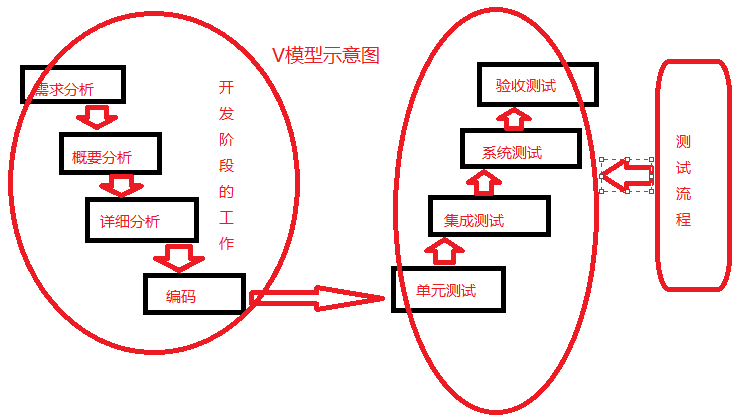 V模型示意图
需求分析
概要分析
详细分析
编码
开发阶段的工作
验收测试
系统测试
集成测试
单元测试
测试流程